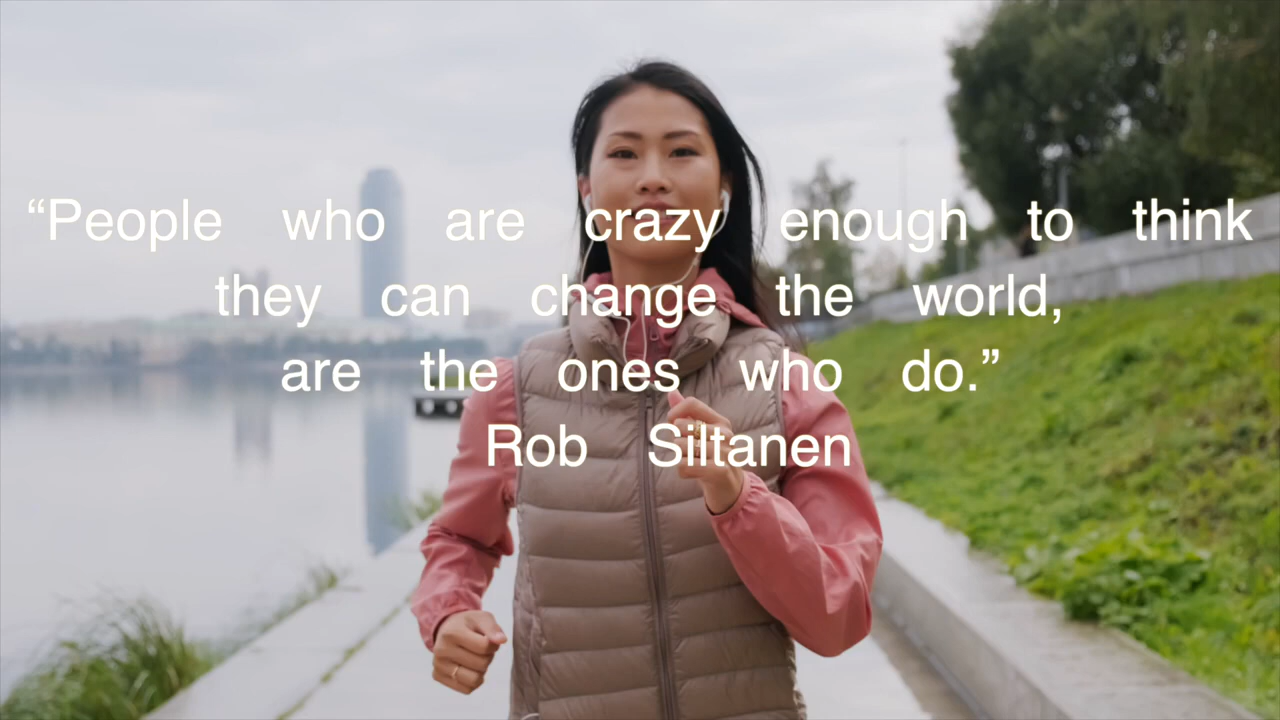 “People who are crazy enough to think
they can change the world,
are the ones who do.”
Rob Siltanen